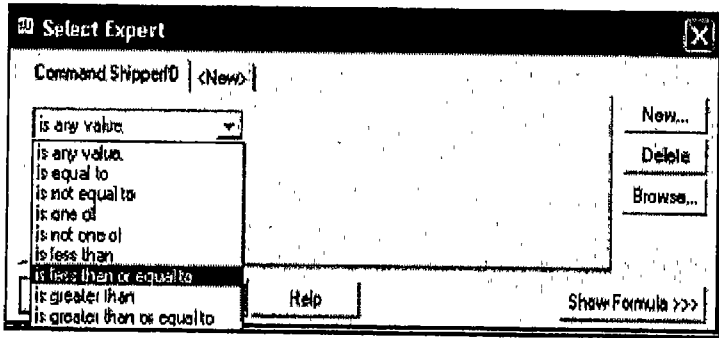 Select Expert
Command.ShipperID <New>
is any value
New...
is any value
Delete
is equal to
is not equal to
Browse...
is one of
is not one of
is less than
is less than or equal to
is greater than
is greater than or equal to
Help
Show Formula >>>